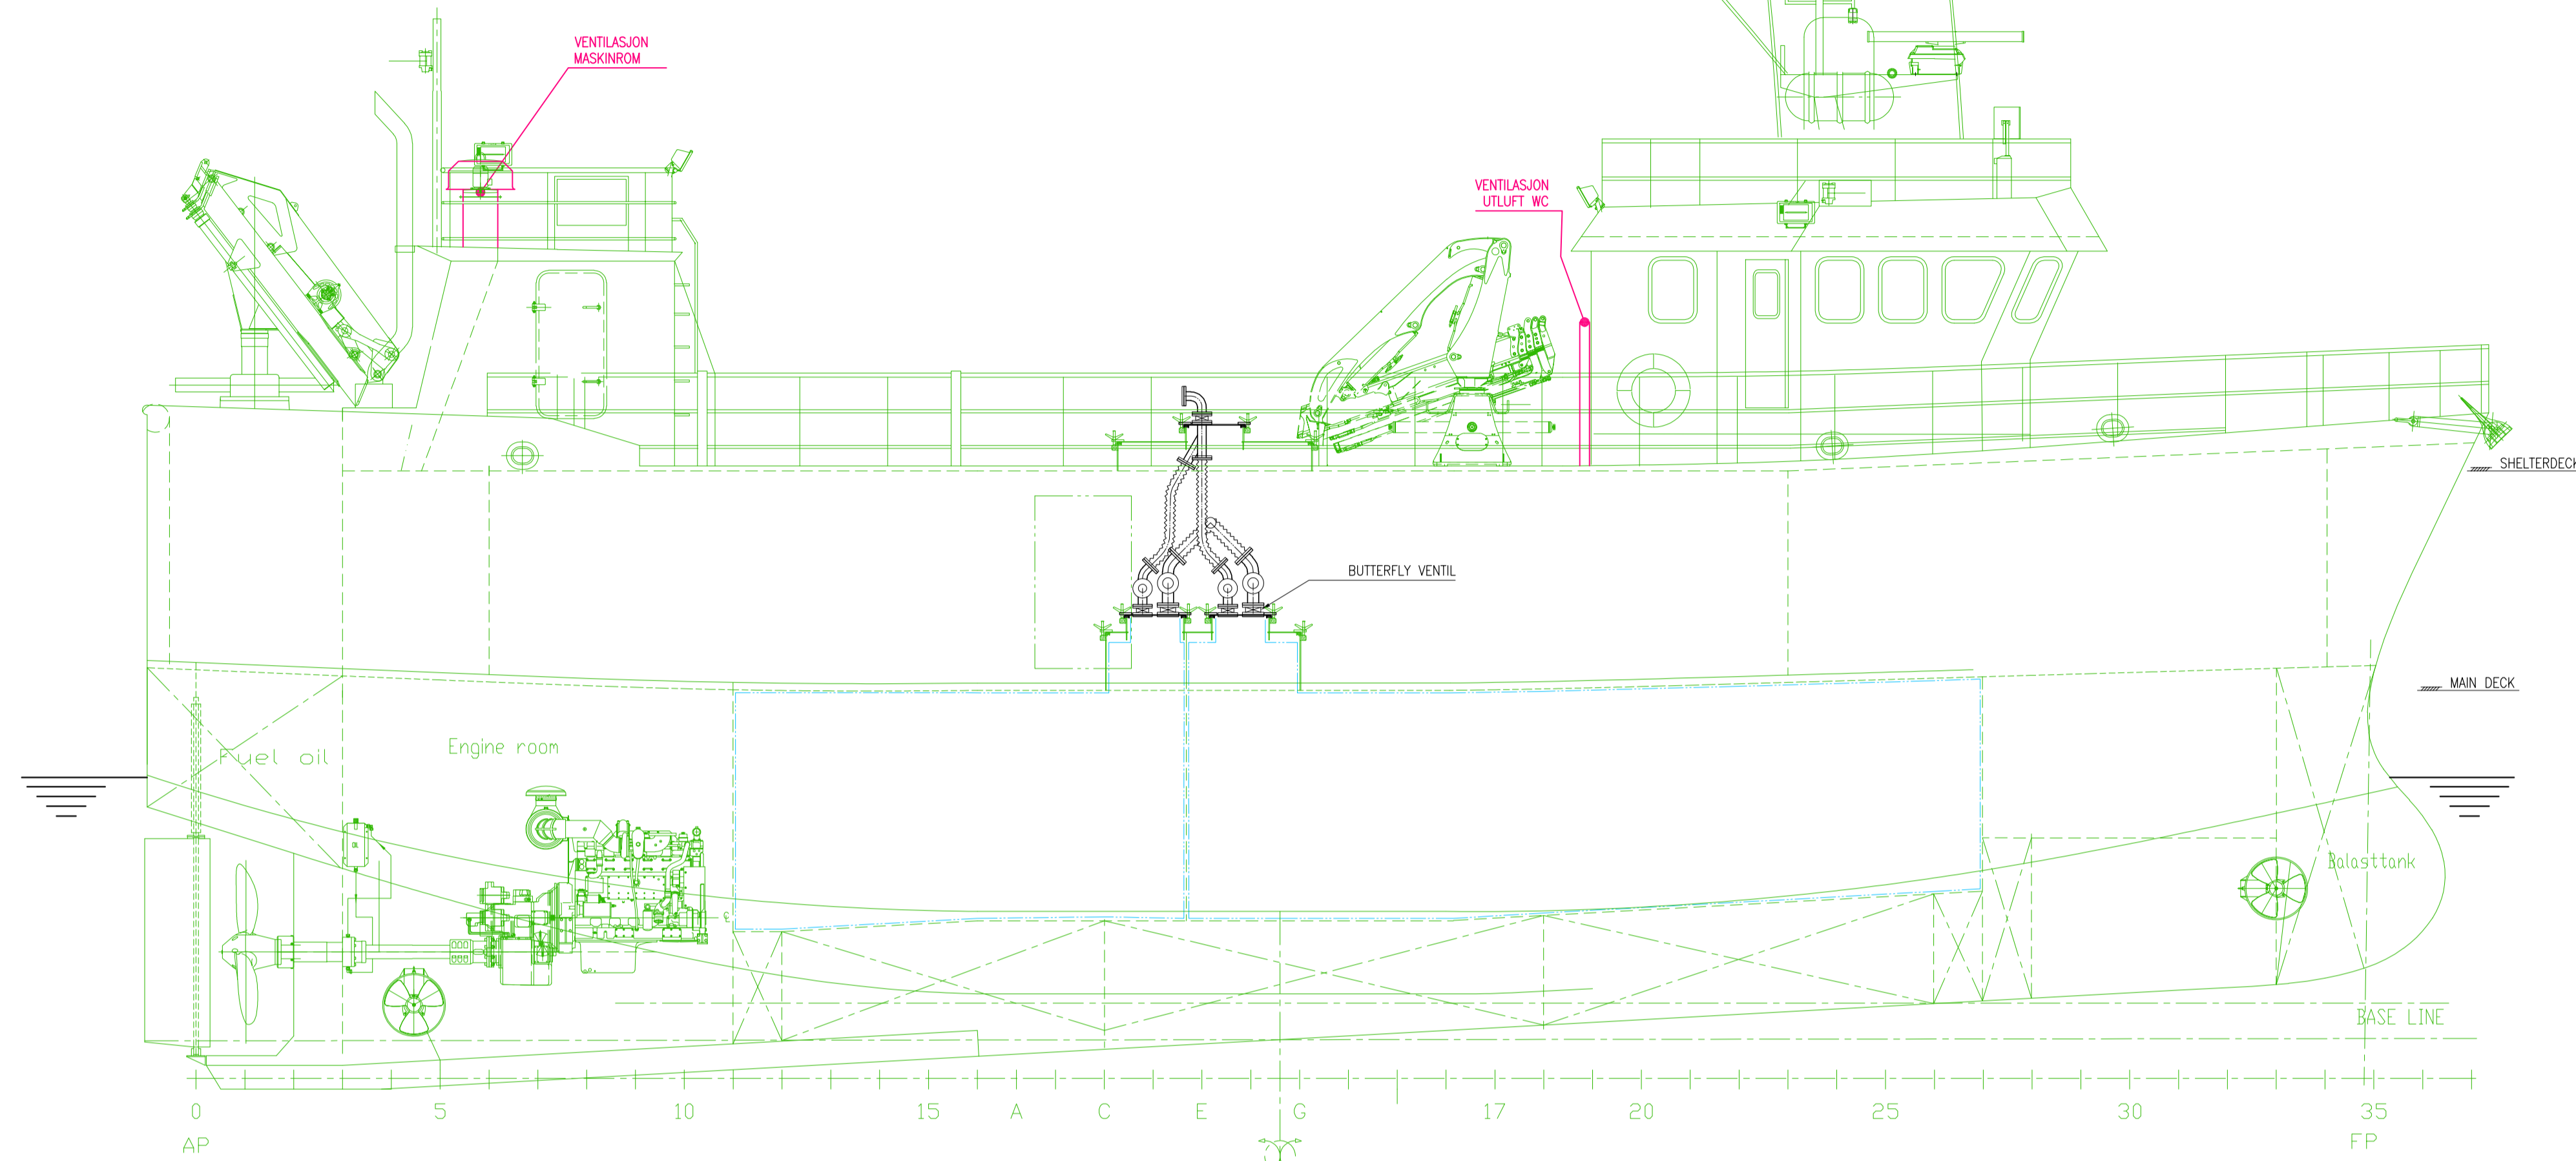 VENTILASJON
MASKINROM
VENTILASJON
UTLUFT WC
SHELTERDECK
BUTTERFLY VENTIL
MAIN DECK
Engine room
Fuel oil
Balasttank
BASE LINE
0 5 10 15 A C E G 17 20 25 30 35
AP FP